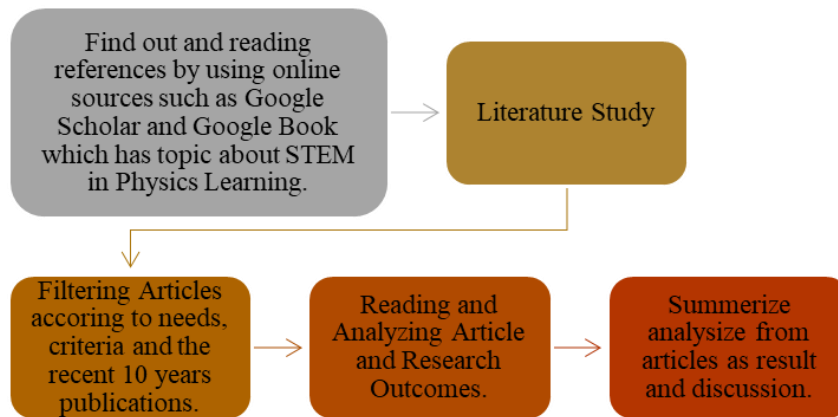 Find out and reading
references by using online
sources such as Google
Scholar and Google Book
which has topic about STEM
in Physics Learning.
Literature Study
Filtering Articles
accoring to needs,
criteria and the
recent 10 years
publications.
Reading and
Analyzing Article
and Research
Outcomes.
Summerize
analysize from
articles as result
and discussion.